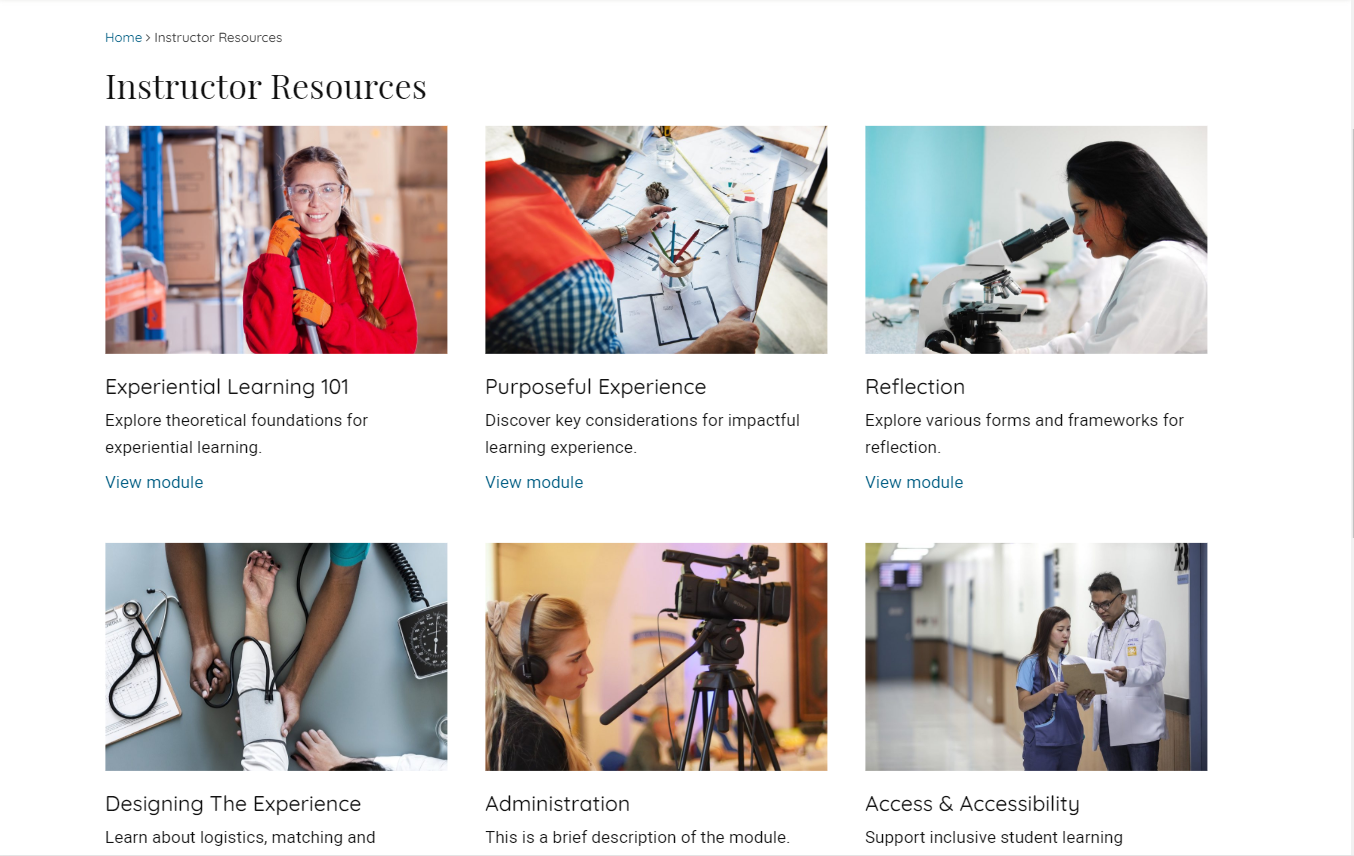 Home > Instructor Resources
Instructor Resources
Experiential Learning 101
Explore theoretical foundations for
experiential learning.
View module
Purposeful Experience
Discover key considerations for impactful
learning experience.
View module
Reflection
Explore various forms and frameworks for
reflection.
View module
Designing The Experience
Learn about logistics, matching and
Administration
This is a brief description of the module.
Access & Accessibility
Support inclusive student learning